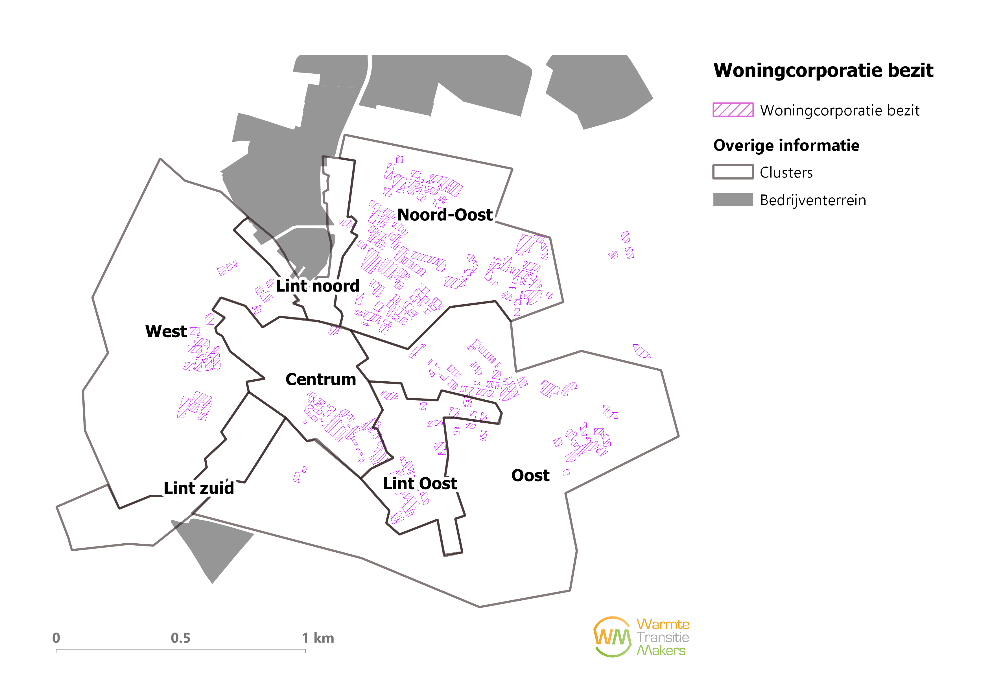 Woningcorporatie bezit
Woningcorporatie bezit
Overige informatie
Clusters
Bedrijventerrein
Noord-Oost
Lint noord
West
Centrum
Lint zuid
Lint Oost
Oost
0 0.5 1 km
WM
Warmte
Transitie
Makers